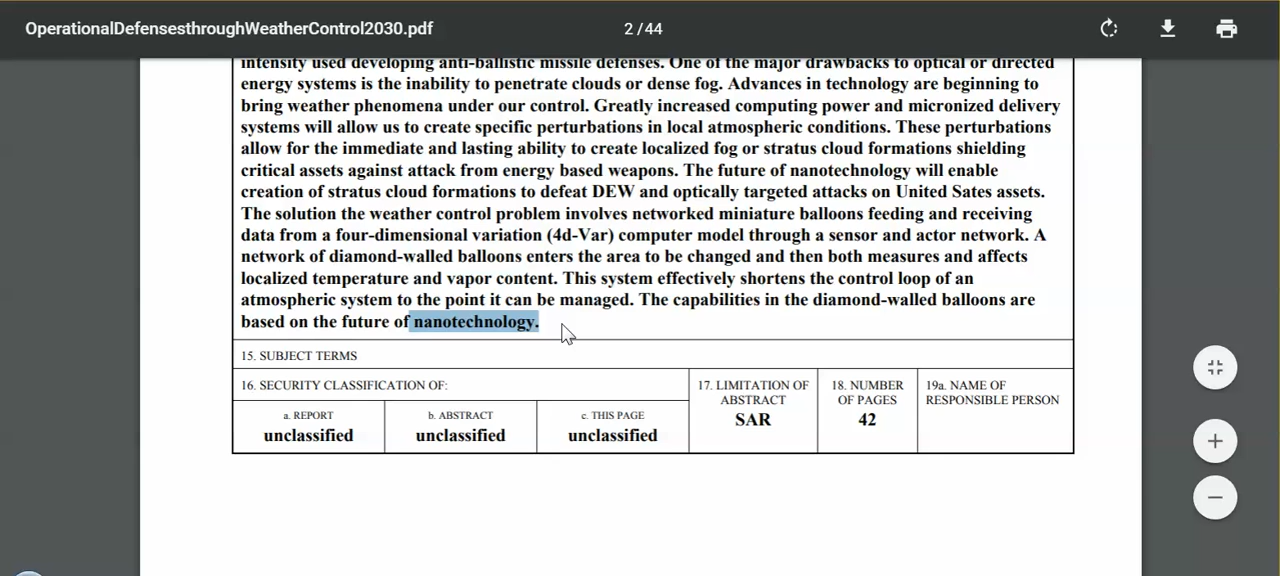 OperationalDefensesthroughWeatherControl2030.pdf
2 / 44
intensity used developing anti-ballistic missile defenses. One of the major drawbacks to optical or directed
energy systems is the inability to penetrate clouds or dense fog. Advances in technology are beginning to
bring weather phenomena under our control. Greatly increased computing power and micronized delivery
systems will allow us to create specific perturbations in local atmospheric conditions. These perturbations
allow for the immediate and lasting ability to create localized fog or stratus cloud formations shielding
critical assets against attack from energy based weapons. The future of nanotechnology will enable
creation of stratus cloud formations to defeat DEW and optically targeted attacks on United Sates assets.
The solution the weather control problem involves networked miniature balloons feeding and receiving
data from a four-dimensional variation (4d-Var) computer model through a sensor and actor network. A
network of diamond-walled balloons enters the area to be changed and then both measures and affects
localized temperature and vapor content. This system effectively shortens the control loop of an
atmospheric system to the point it can be managed. The capabilities in the diamond-walled balloons are
based on the future of nanotechnology.
15. SUBJECT TERMS
16. SECURITY CLASSIFICATION OF:
a. REPORT
unclassified
b. ABSTRACT
unclassified
c. THIS PAGE
unclassified
17. LIMITATION OF
ABSTRACT
SAR
18. NUMBER
OF PAGES
42
19a. NAME OF
RESPONSIBLE PERSON